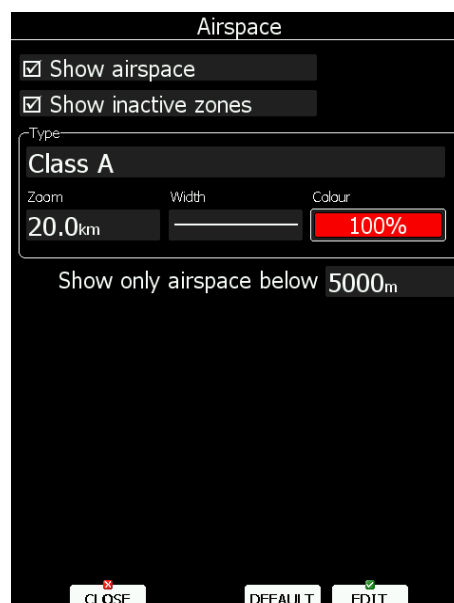 Airspace
Show airspace
Show inactive zones
Type
Class A
Zoom Width Colour
20.0km 100%
Show only airspace below 5000m
CLOSE DEFAULT EDIT